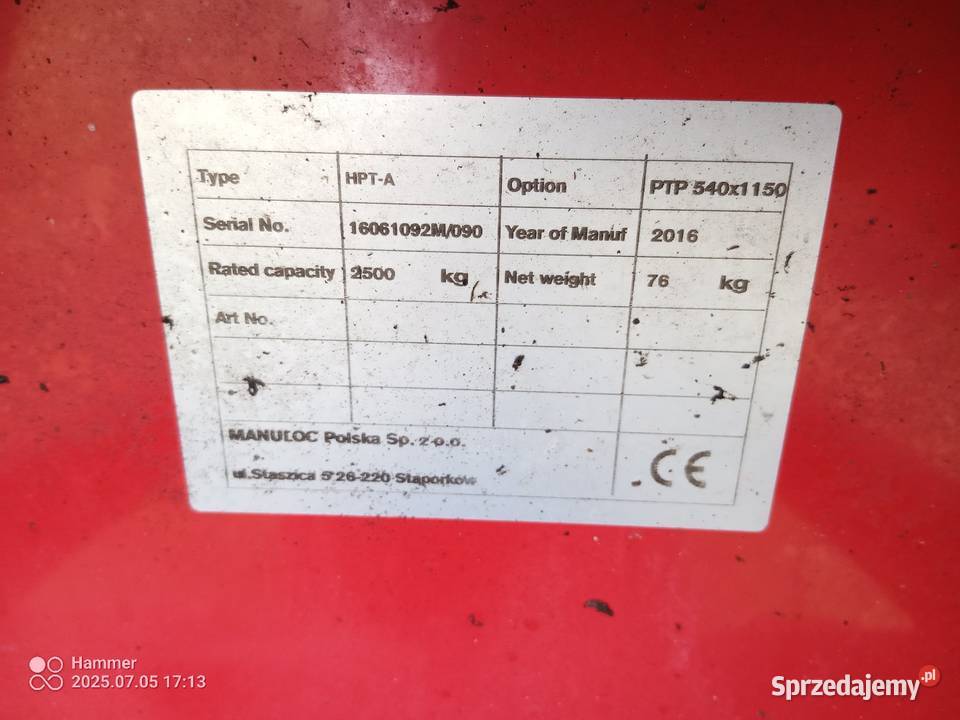 Type HPT-A Option PTP 540x1150
Serial No. 16061092M/090 Year of Manuf 2016
Rated capacity 2500 kg Net weight 76 kg
Art No.
MANULOC Polska Sp. z o.o.
ul.Staszica 5 26-220 Staporków
CE
Hammer
2025.07.05 17:13
Sprzedajemy.pl